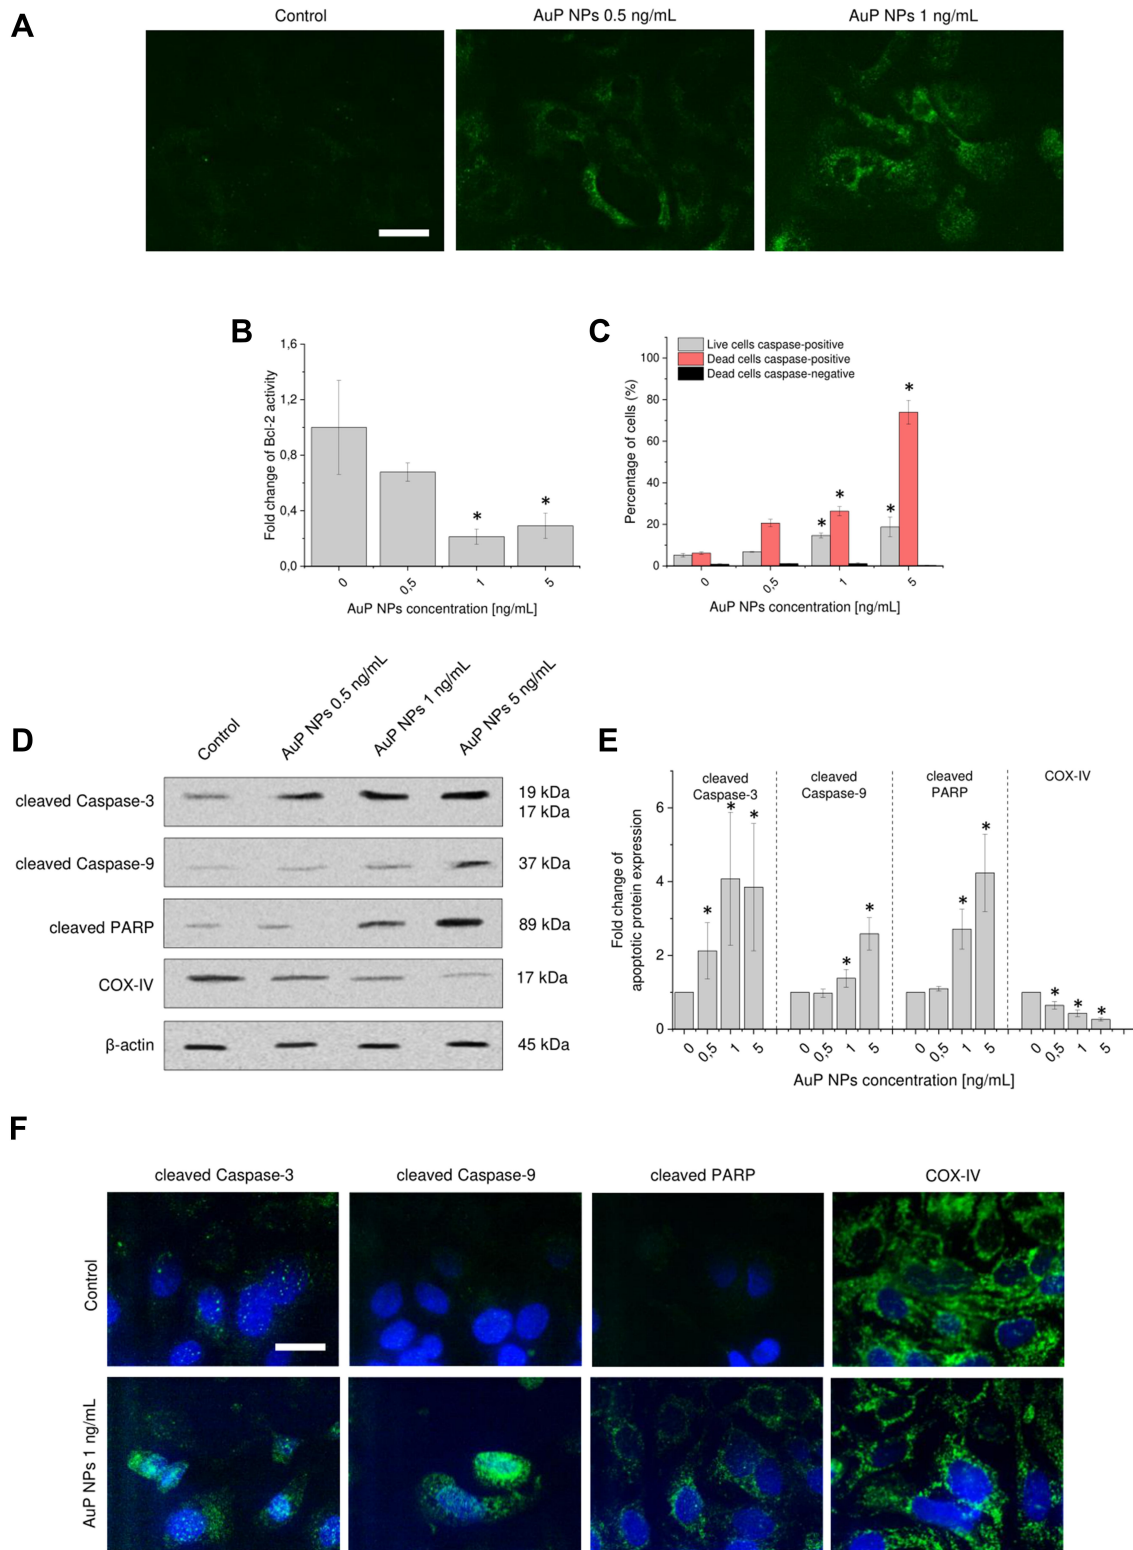 A
Control
AuP NPs 0.5 ng/mL
AuP NPs 1 ng/mL
B
Fold change of Bcl-2 activity
1,6
1,2
0,8
0,4
0,0
*
*
0
0,5
1
5
AuP NPs concentration [ng/mL]
C
Percentage of cells (%)
Live cells caspase-positive
Dead cells caspase-positive
Dead cells caspase-negative
100
80
60
40
20
0
*
*
*
*
0
0,5
1
5
AuP NPs concentration [ng/mL]
D
Control
AuP NPs 0.5 ng/mL
AuP NPs 1 ng/mL
AuP NPs 5 ng/mL
cleaved Caspase-3
19 kDa
17 kDa
cleaved Caspase-9
37 kDa
cleaved PARP
89 kDa
COX-IV
17 kDa
β-actin
45 kDa
E
Fold change of
apoptotic protein expression
6
4
2
0
cleaved
Caspase-3
cleaved
Caspase-9
cleaved
PARP
COX-IV
*
*
*
*
*
*
*
*
*
*
0
0,5
1
5
0
0,5
1
5
0
0,5
1
5
0
0,5
1
5
AuP NPs concentration [ng/mL]
F
cleaved Caspase-3
cleaved Caspase-9
cleaved PARP
COX-IV
Control
AuP NPs 1 ng/mL